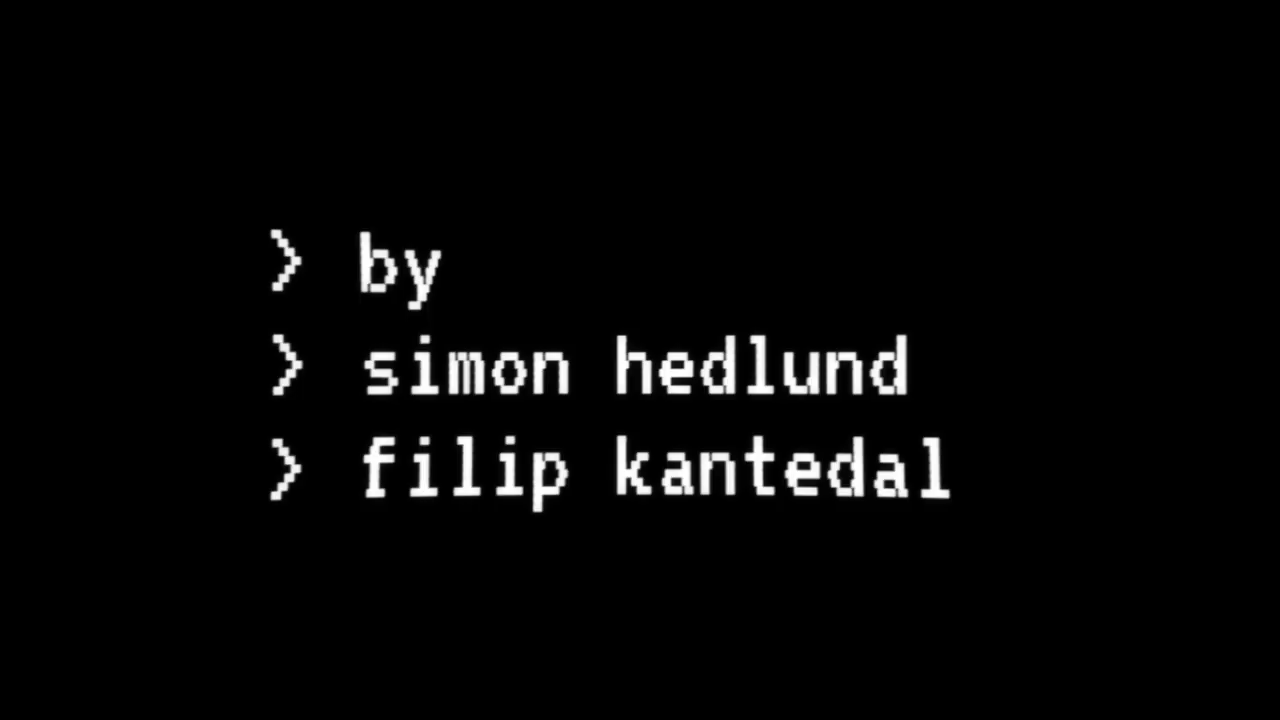 > by
> simon hedlund
> filip kantedal